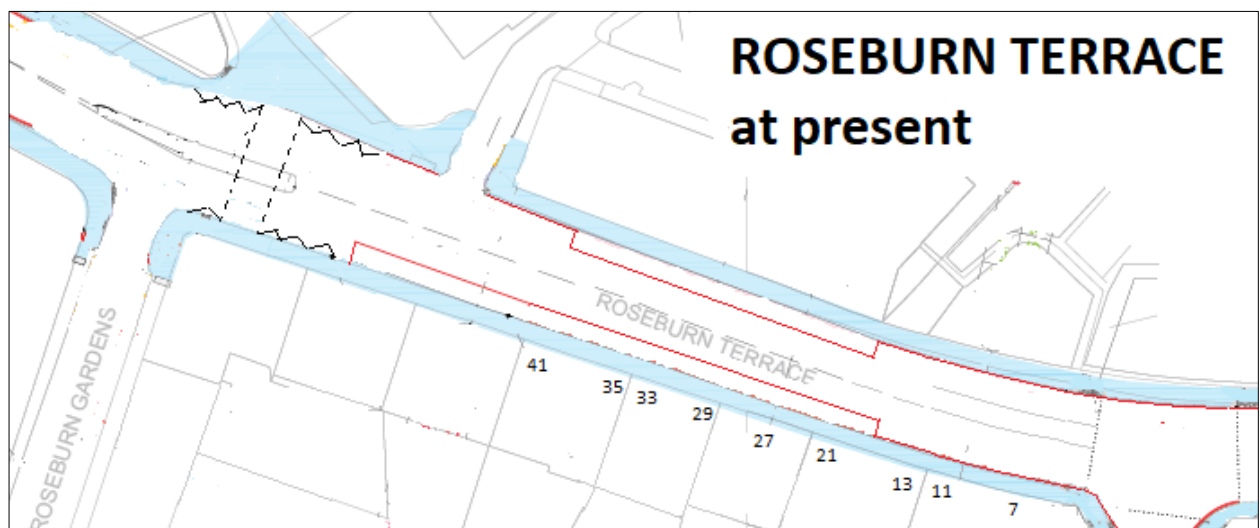 ROSEBURN TERRACE
at present
ROSEBURN TERRACE
41
35
33
29
27
21
13
11
7
ROSEBURN GARDENS